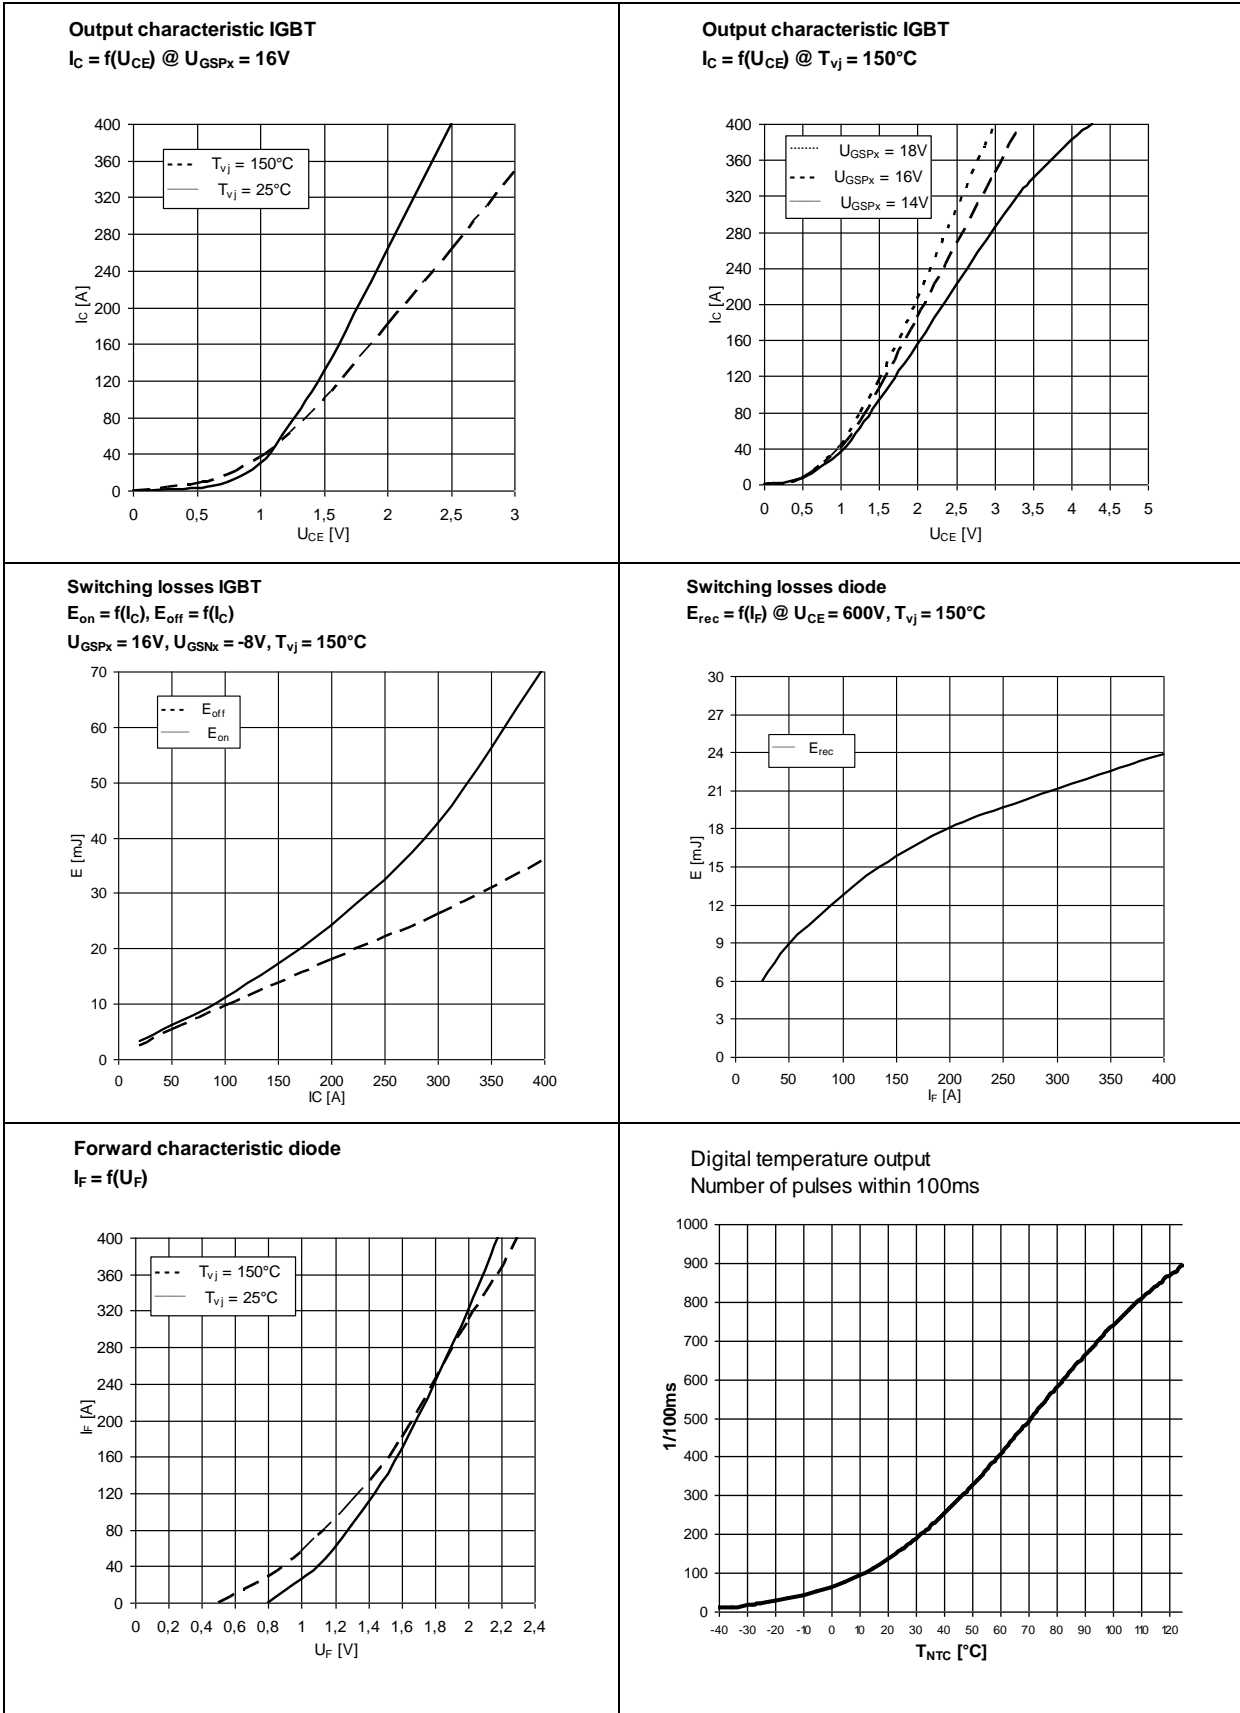 Output characteristic IGBT
IC = f(UCE) @ UGSPx = 16V
400
360
320
280
240
200
160
120
80
40
0
IC [A]
Tvj = 150°C
Tvj = 25°C
0 0,5 1 1,5 2 2,5 3
UCE [V]
Output characteristic IGBT
IC = f(UCE) @ Tvj = 150°C
400
360
320
280
240
200
160
120
80
40
0
IC [A]
UGSPx = 18V
UGSPx = 16V
UGSPx = 14V
0 0,5 1 1,5 2 2,5 3 3,5 4 4,5 5
UCE [V]
Switching losses IGBT
Eon = f(IC), Eoff = f(IC)
UGSPx = 16V, UGSNx = -8V, Tvj = 150°C
70
60
50
40
30
20
10
0
E [mJ]
Eoff
Eon
0 50 100 150 200 250 300 350 400
IC [A]
Switching losses diode
Erec = f(IF) @ UCE = 600V, Tvj = 150°C
30
27
24
21
18
15
12
9
6
3
0
E [mJ]
Erec
0 50 100 150 200 250 300 350 400
IF [A]
Forward characteristic diode
IF = f(UF)
400
360
320
280
240
200
160
120
80
40
0
IF [A]
Tvj = 150°C
Tvj = 25°C
0 0,2 0,4 0,6 0,8 1 1,2 1,4 1,6 1,8 2 2,2 2,4
UF [V]
Digital temperature output
Number of pulses within 100ms
1000
900
800
700
600
500
400
300
200
100
0
1/100ms
-40 -30 -20 -10 0 10 20 30 40 50 60 70 80 90 100 110 120
TNTC [°C]